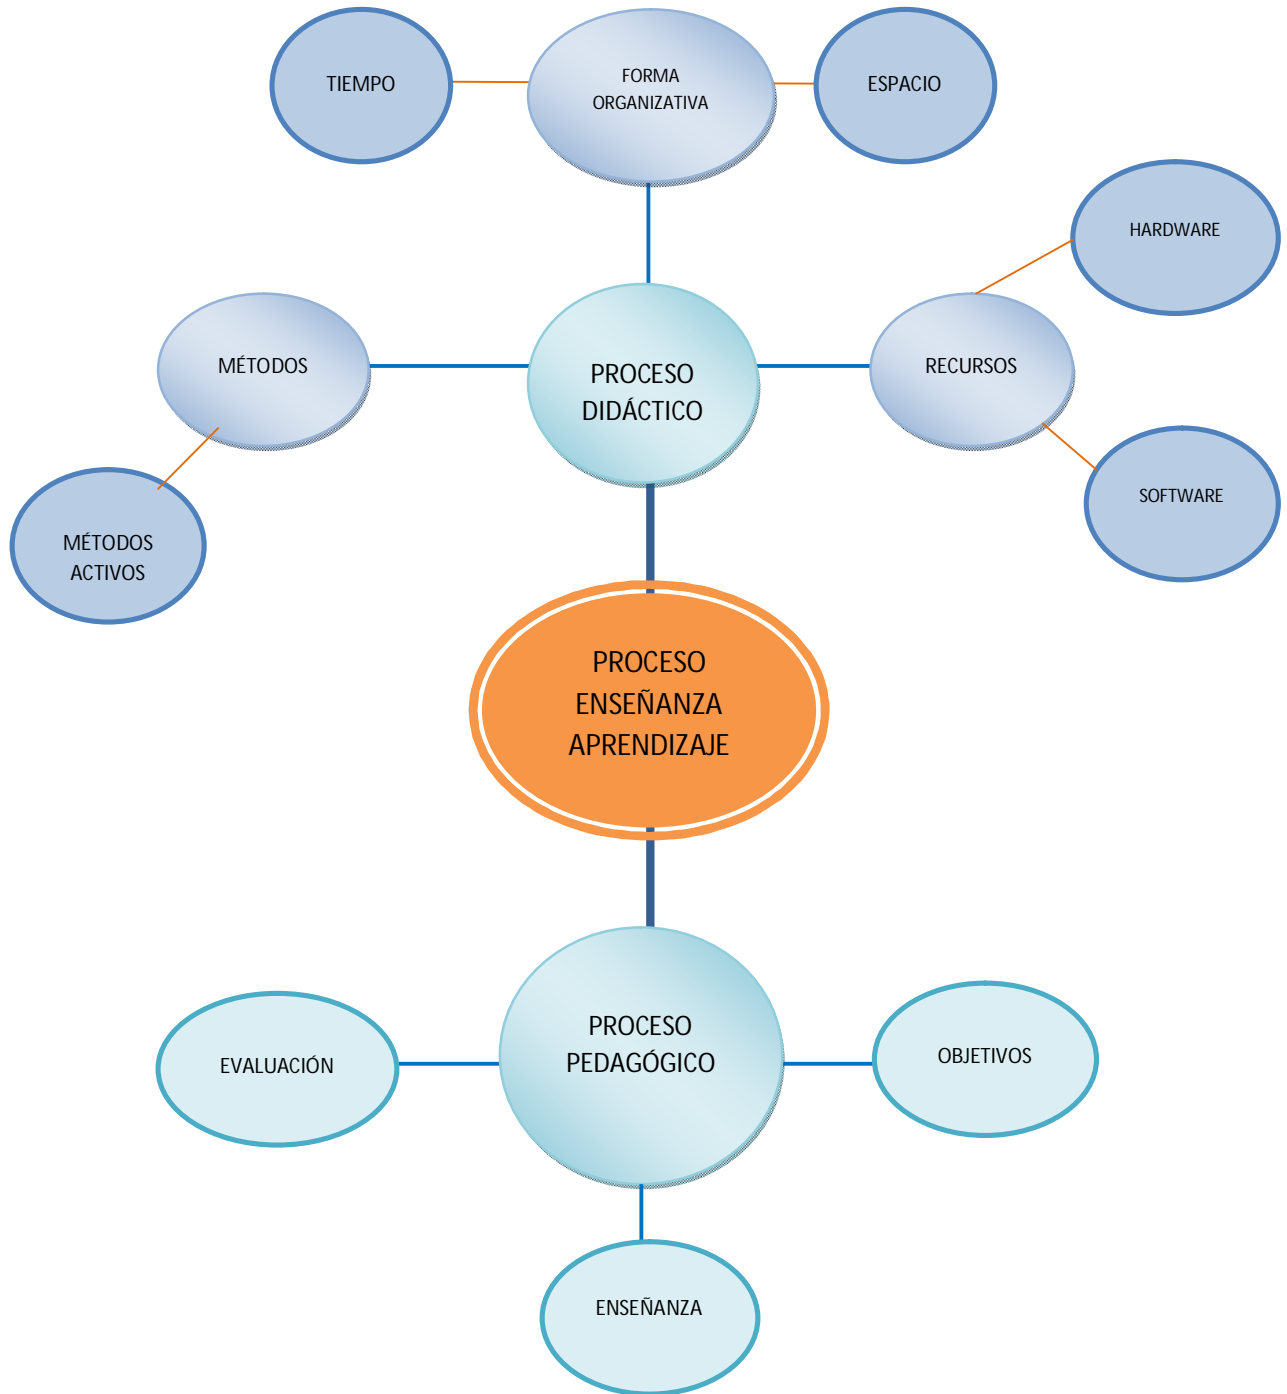 TIEMPO
FORMA
ORGANIZATIVA
ESPACIO
HARDWARE
MÉTODOS
PROCESO
DIDÁCTICO
RECURSOS
SOFTWARE
MÉTODOS
ACTIVOS
PROCESO
ENSEÑANZA
APRENDIZAJE
PROCESO
PEDAGÓGICO
EVALUACIÓN
OBJETIVOS
ENSEÑANZA